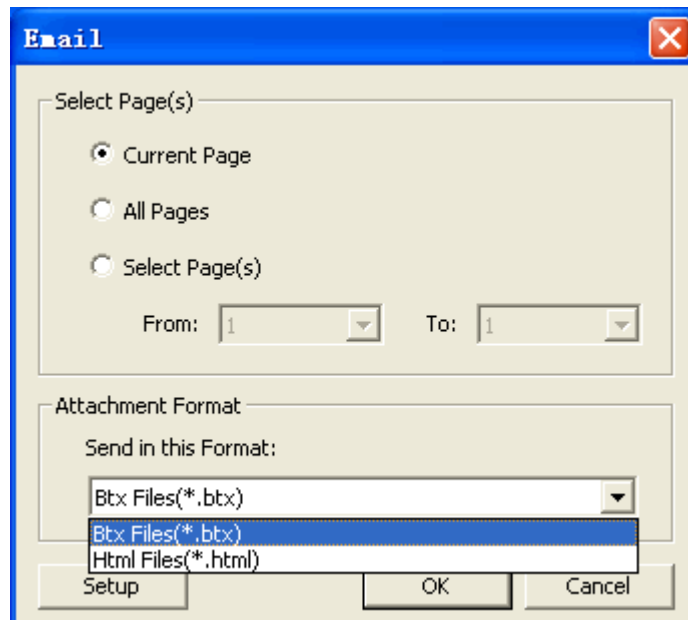 Email
Select Page(s)
Current Page
All Pages
Select Page(s)
From: 1 To: 1
Attachment Format
Send in this Format:
Btx Files(*.btx)
Btx Files(*.btx)
Html Files(*.html)
Setup OK Cancel